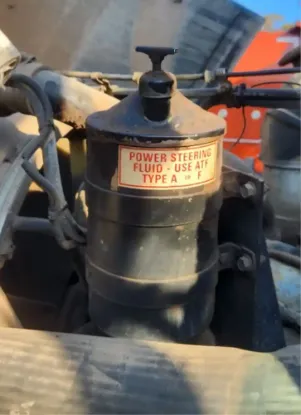 POWER STEERING
FLUID - USE ATF
TYPE A or F